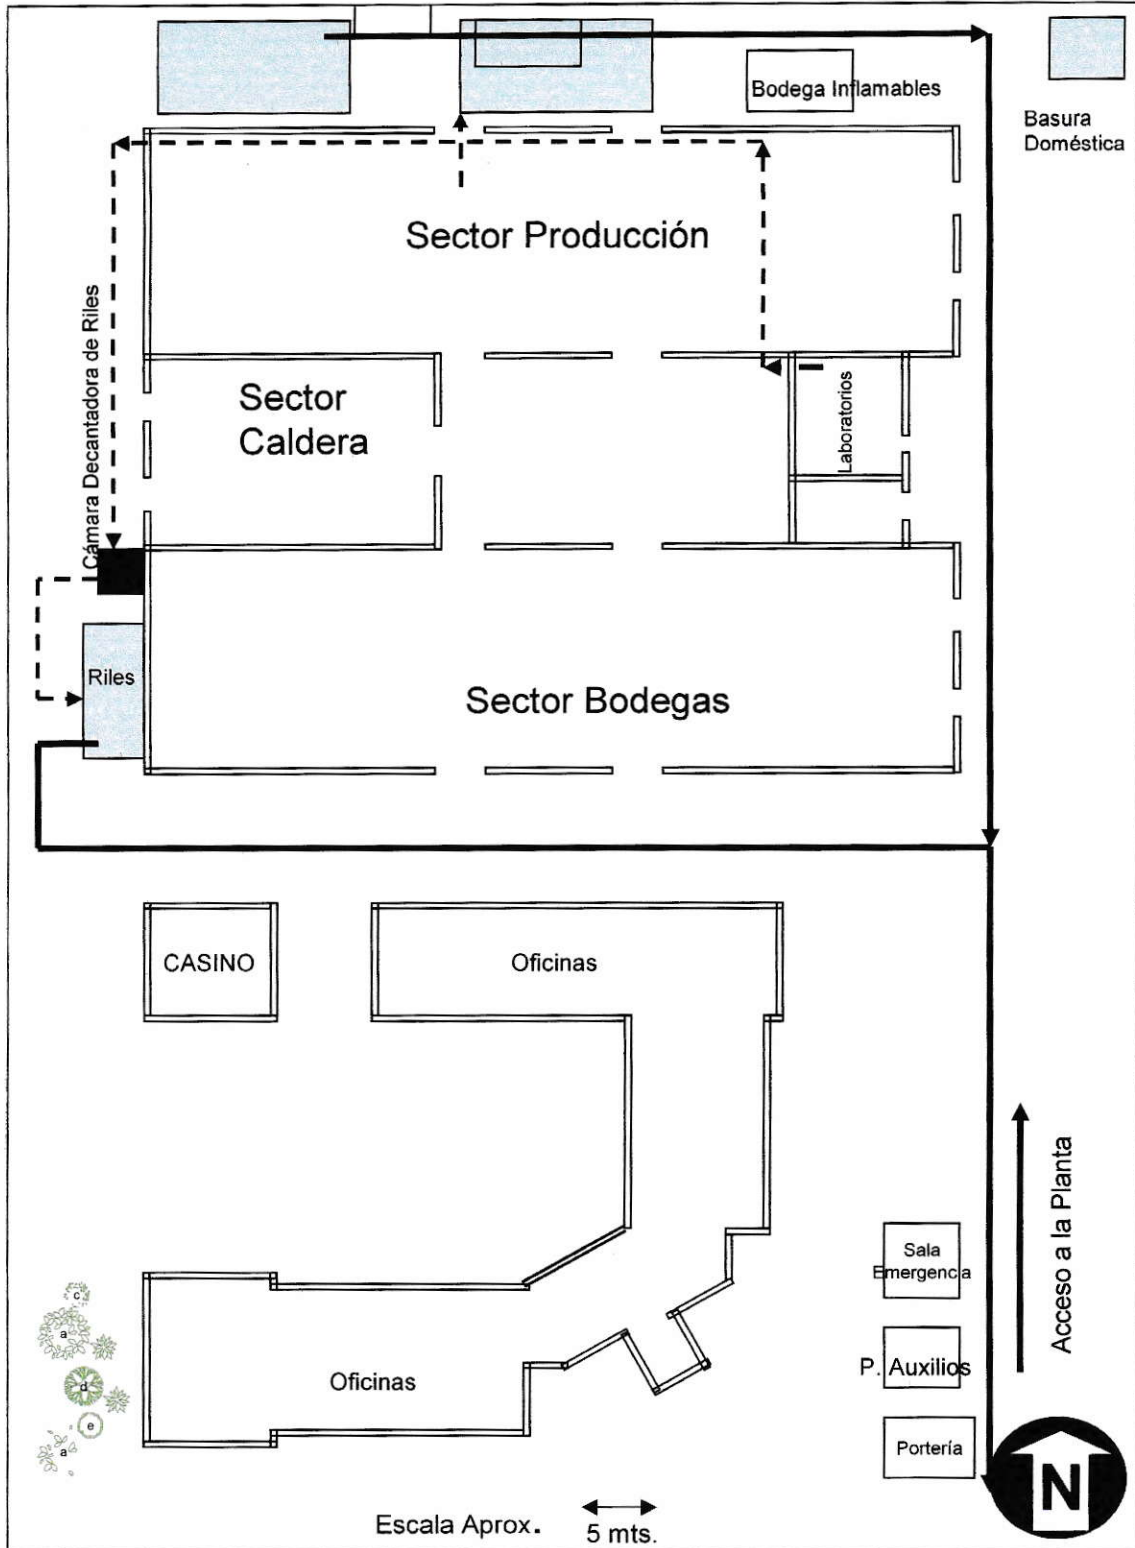 Bodega Inflamables
Basura
Doméstica
Sector Producción
Cámara Decantadora de Riles
Sector
Caldera
Laboratorios
Riles
Sector Bodegas
CASINO
Oficinas
Acceso a la Planta
Sala
Emergencia
c
a
d
e
a
Oficinas
P. Auxilios
Portería
N
Escala Aprox.
5 mts.